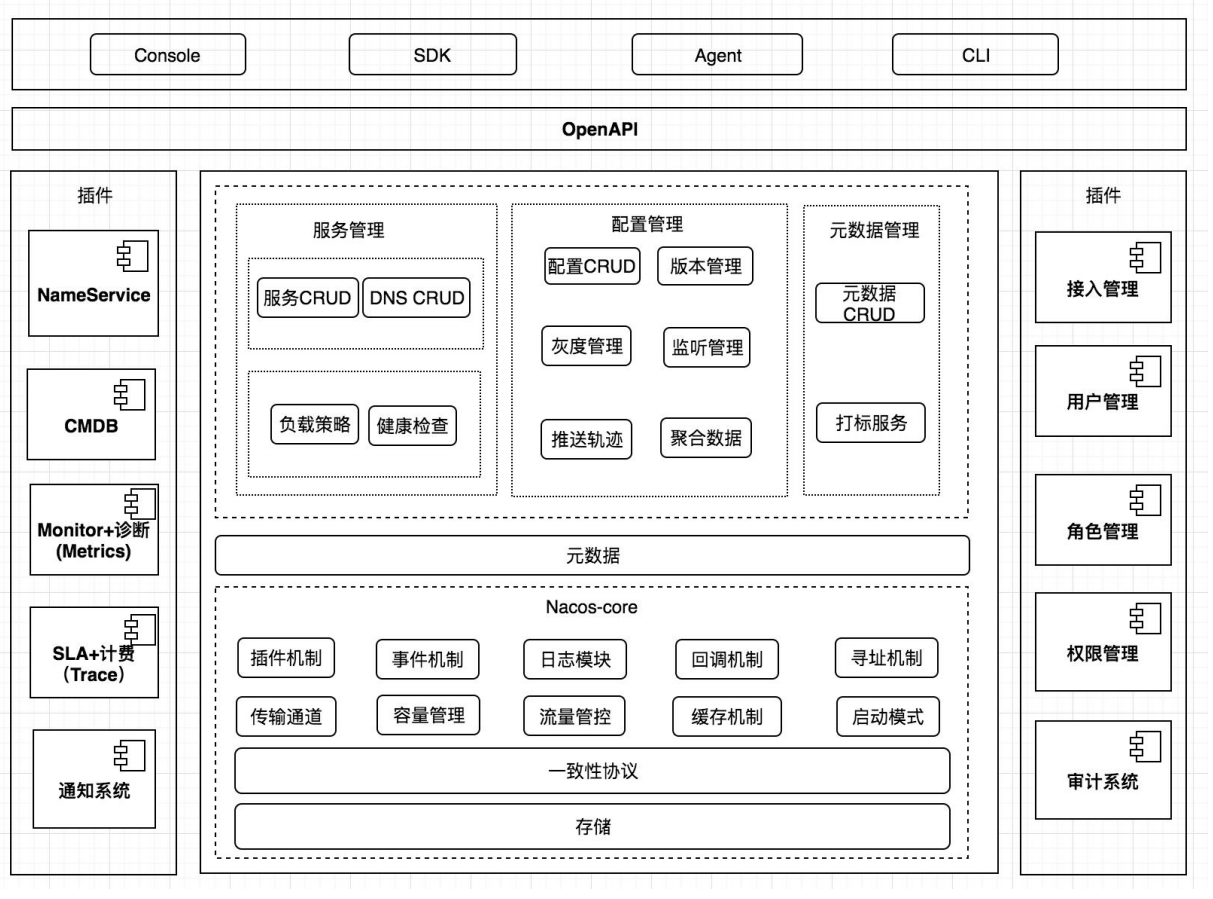 Console
SDK
Agent
CLI
OpenAPI
插件
NameService
CMDB
Monitor+诊断
(Metrics)
SLA+计费
（Trace）
通知系统
服务管理
服务CRUD
DNS CRUD
负载策略
健康检查
配置管理
配置CRUD
版本管理
灰度管理
监听管理
推送轨迹
聚合数据
元数据管理
元数据
CRUD
打标服务
元数据
Nacos-core
插件机制
事件机制
日志模块
回调机制
寻址机制
传输通道
容量管理
流量管控
缓存机制
启动模式
一致性协议
存储
插件
接入管理
用户管理
角色管理
权限管理
审计系统